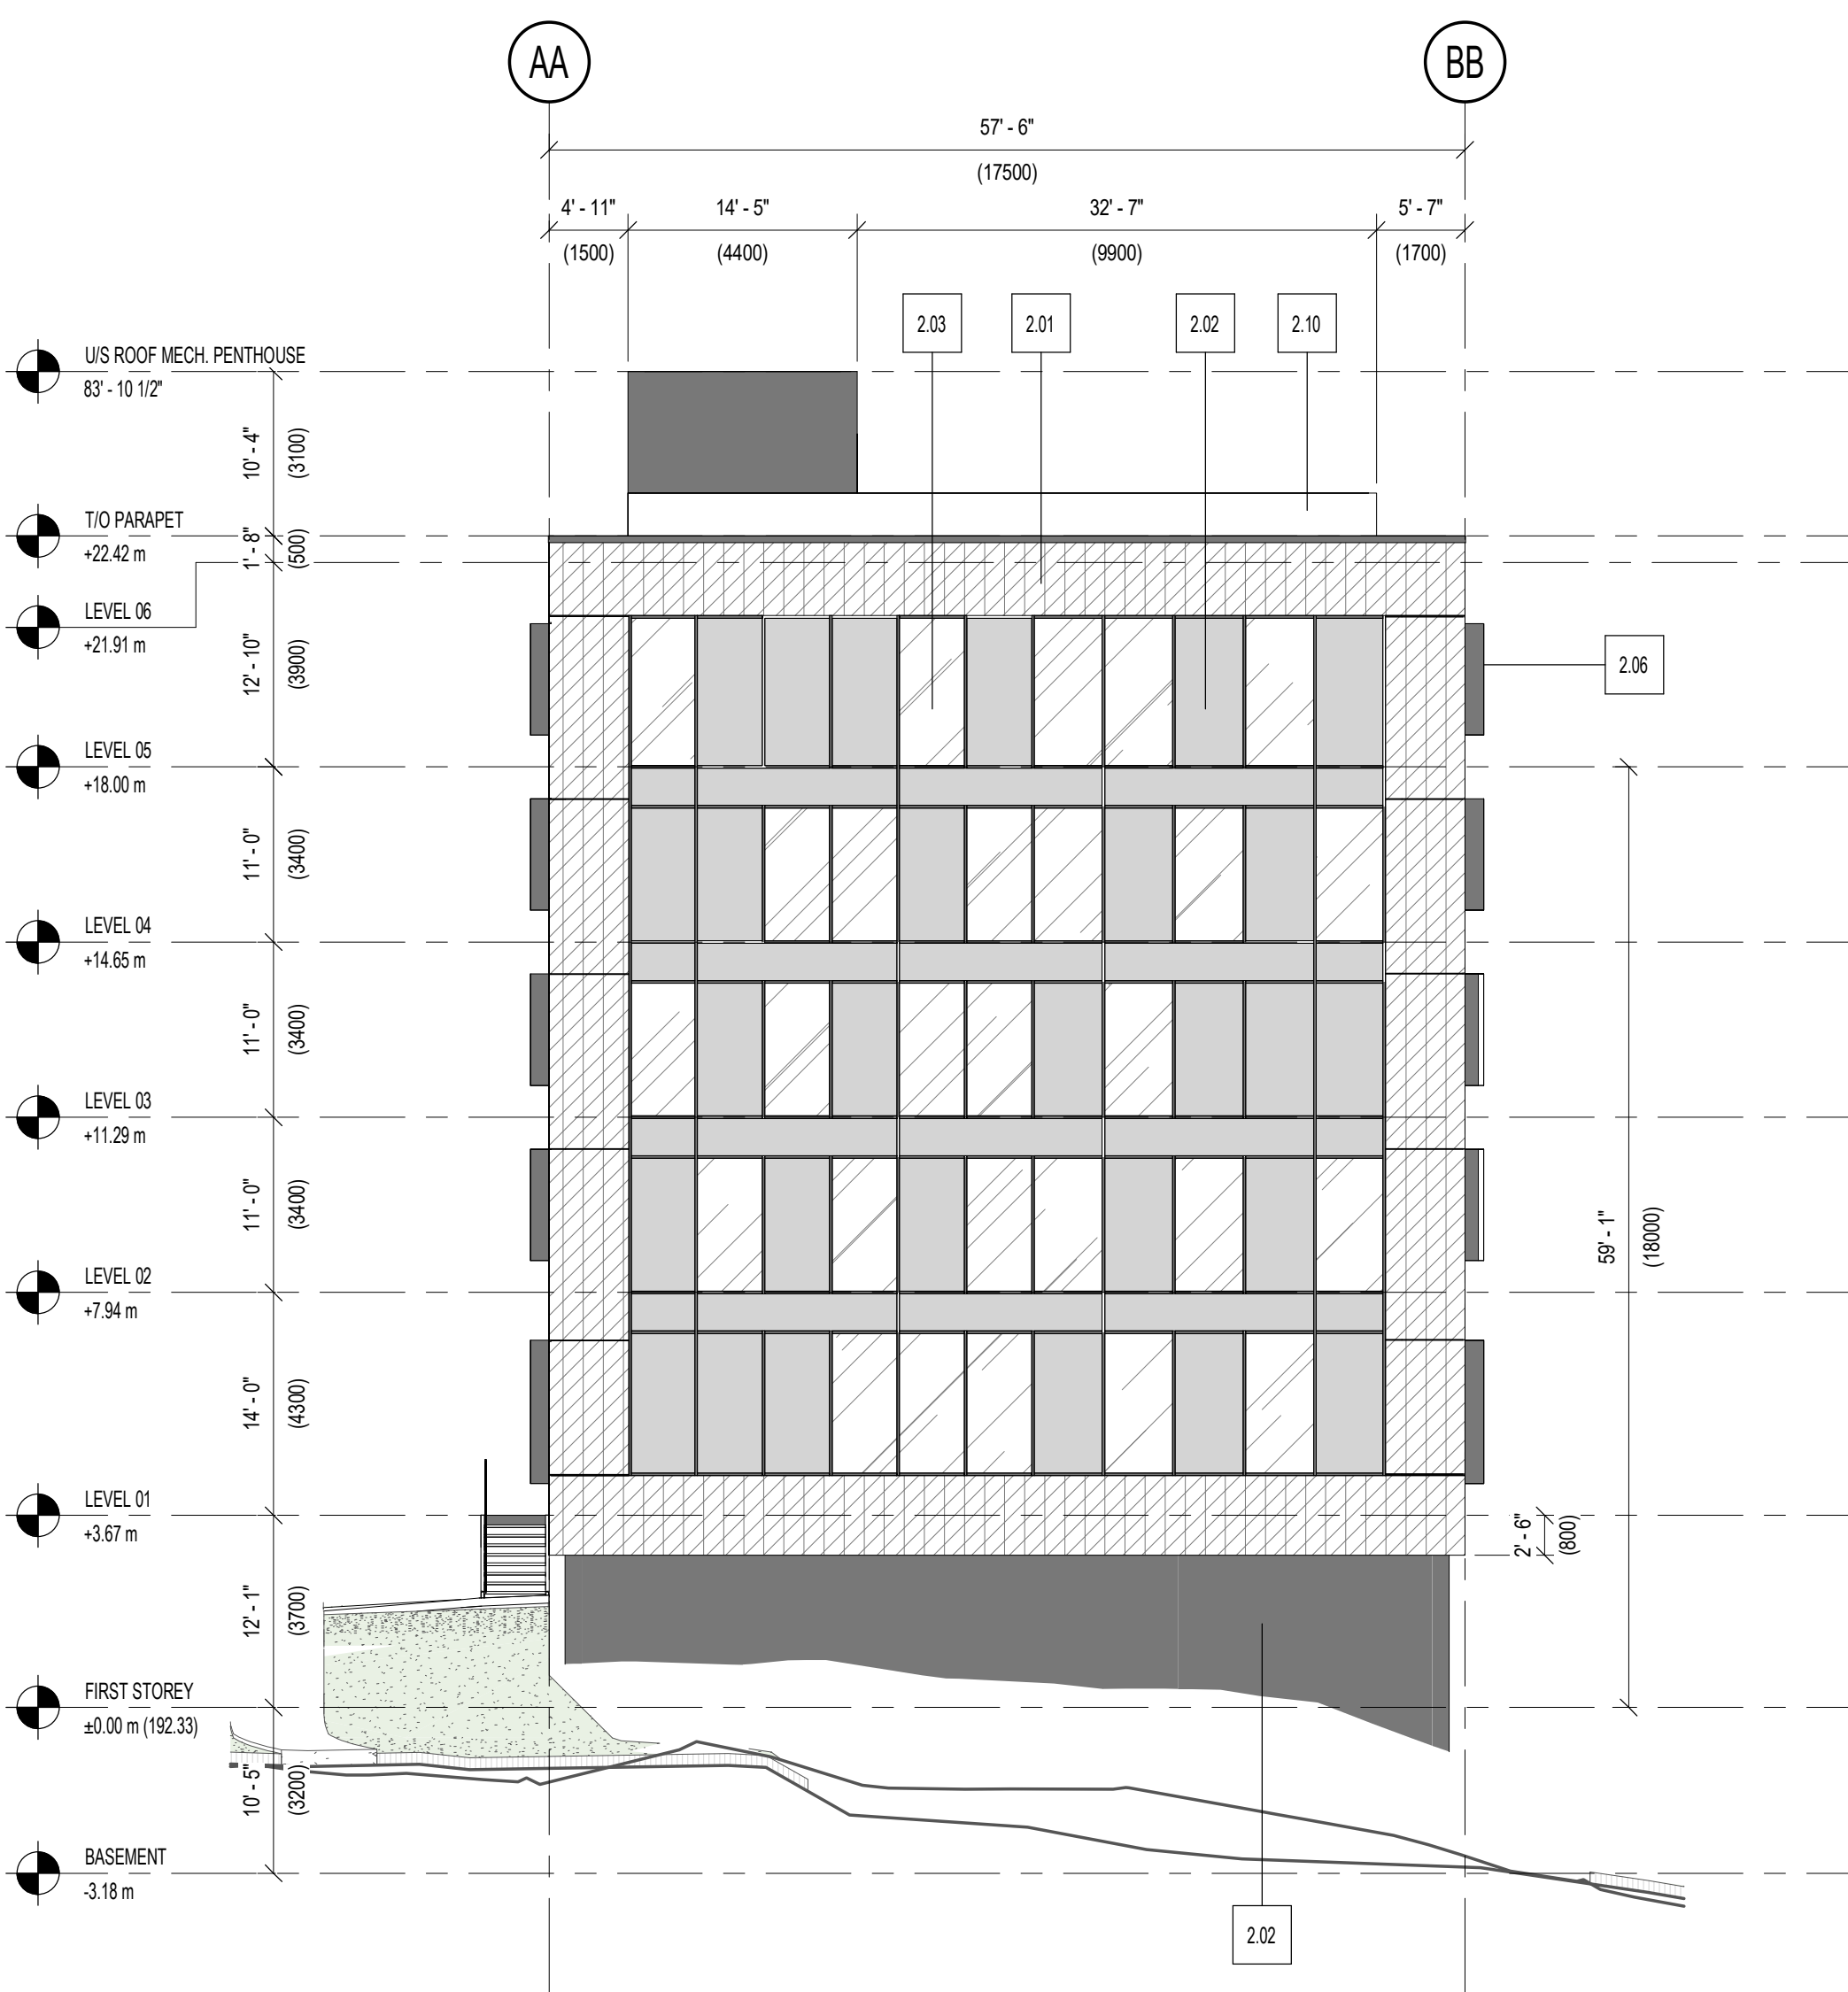 AA
BB
57' - 6"
(17500)
4' - 11"
14' - 5"
32' - 7"
5' - 7"
(1500)
(4400)
(9900)
(1700)
2.03
2.01
2.02
2.10
U/S ROOF MECH. PENTHOUSE
83' - 10 1/2"
10' - 4"
(3100)
T/O PARAPET
+22.42 m
1' - 8"
(500)
LEVEL 06
+21.91 m
12' - 10"
(3900)
2.06
LEVEL 05
+18.00 m
11' - 0"
(3400)
LEVEL 04
+14.65 m
11' - 0"
(3400)
LEVEL 03
+11.29 m
11' - 0"
(3400)
59' - 1"
(18000)
LEVEL 02
+7.94 m
14' - 0"
(4300)
LEVEL 01
+3.67 m
2' - 6"
(800)
12' - 1"
(3700)
FIRST STOREY
±0.00 m (192.33)
10' - 5"
(3200)
BASEMENT
-3.18 m
2.02